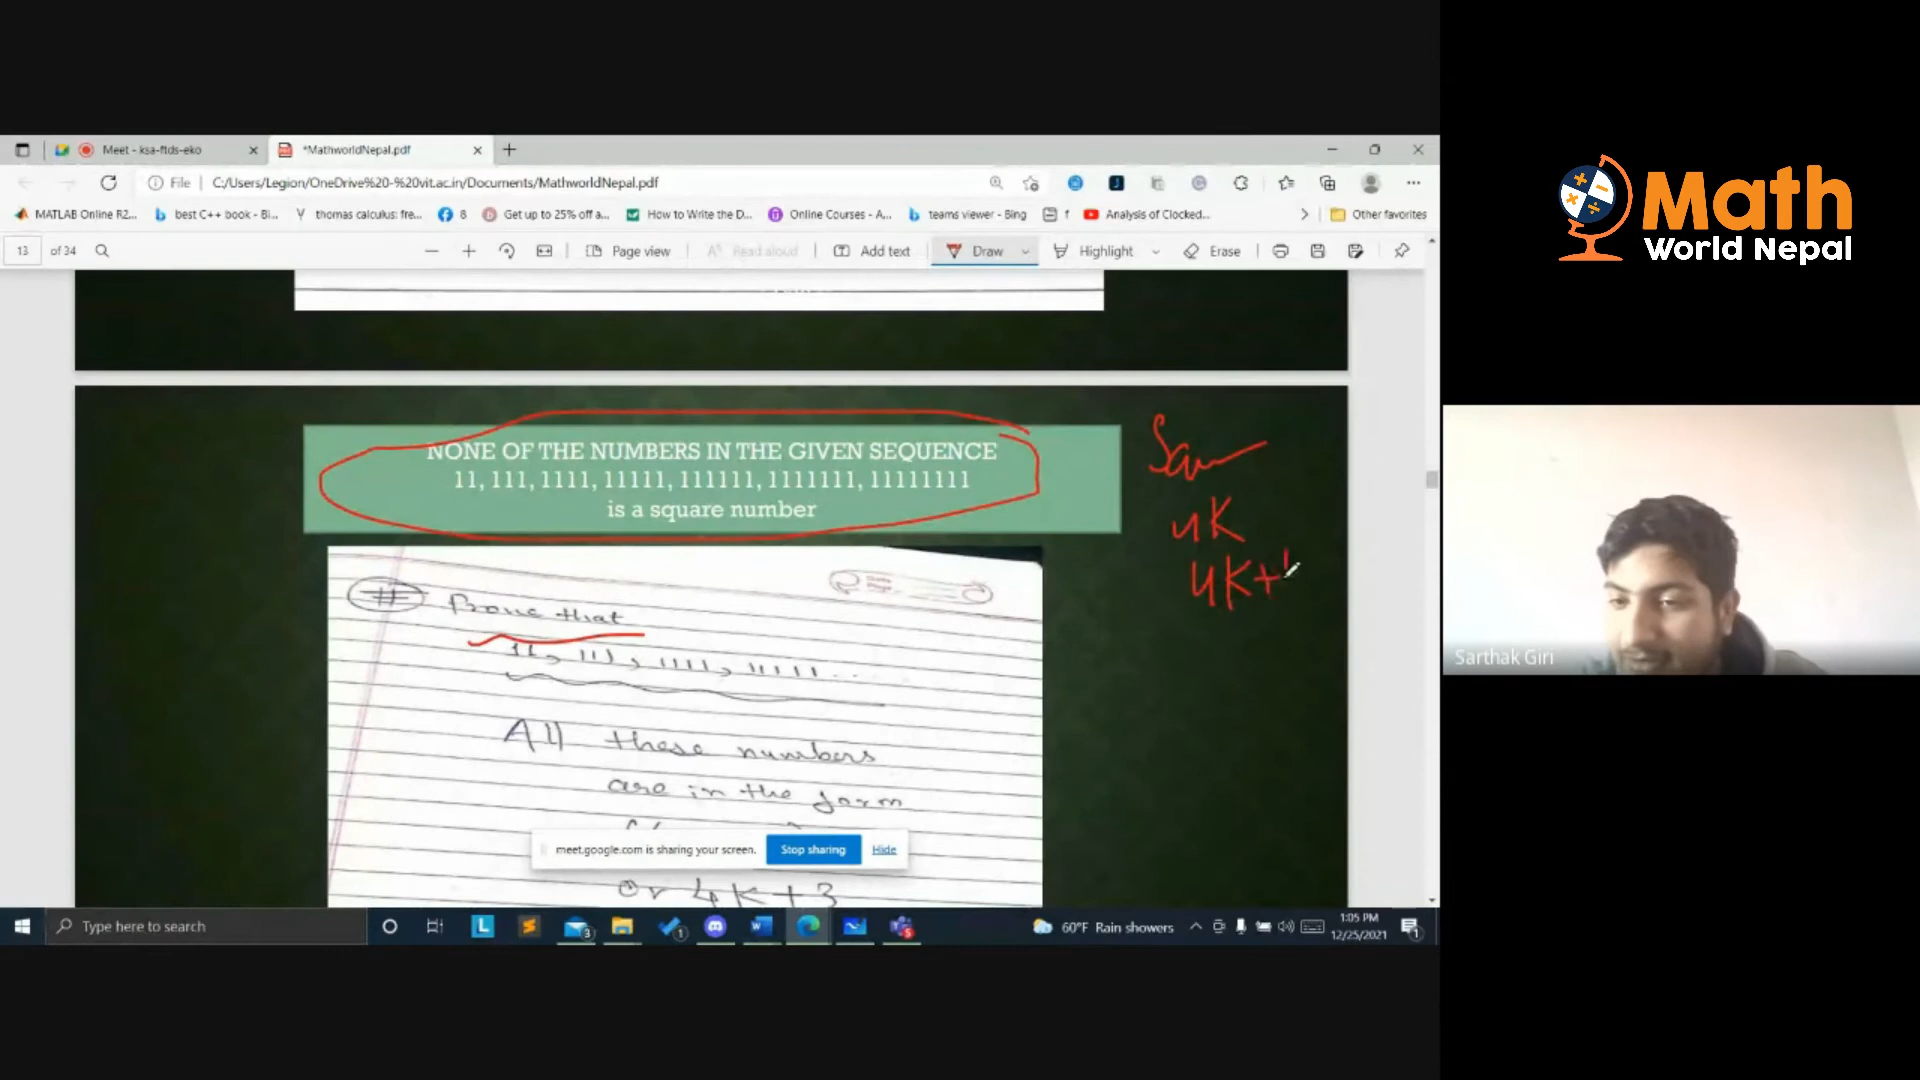 Meet - ksa-ftds-eko
*MathworldNepal.pdf
File C:/Users/Legion/OneDrive%20-%20vit.ac.in/Documents/MathworldNepal.pdf
MATLAB Online R2... best C++ book - Bi... thomas calculus: fre... 8 Get up to 25% off a... How to Write the D... Online Courses - A... teams viewer - Bing f Analysis of Clocked... Other favorites
13 of 34 Page view Read aloud Add text Draw Highlight Erase
NONE OF THE NUMBERS IN THE GIVEN SEQUENCE
11, 111, 1111, 11111, 111111, 1111111, 11111111
is a square number
4K
4K+1
# Prove that
11, 111, 1111, 11111...
All these numbers
are in the form
or 4K+3
meet.google.com is sharing your screen. Stop sharing Hide
Type here to search
60°F Rain showers
1:05 PM
12/25/2021
Math
World Nepal
Sarthak Giri